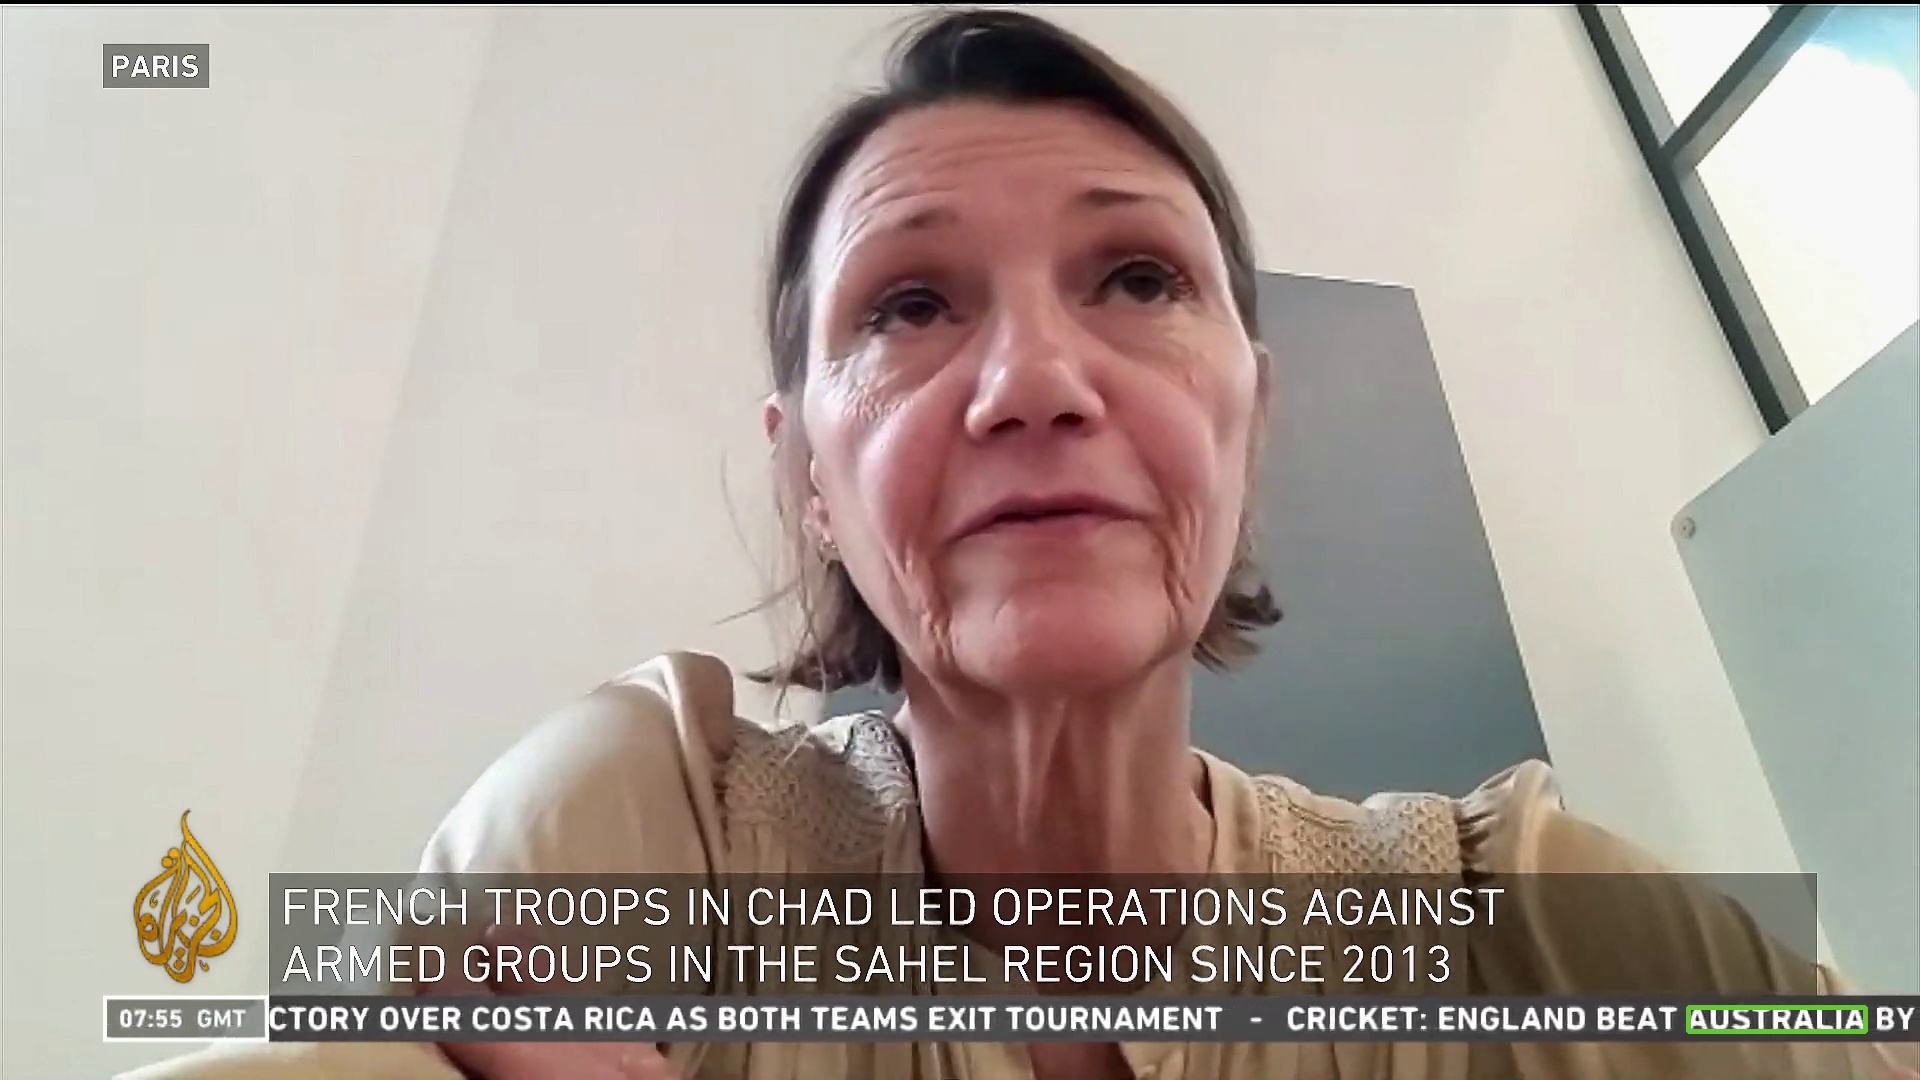 PARIS
FRENCH TROOPS IN CHAD LED OPERATIONS AGAINST
ARMED GROUPS IN THE SAHEL REGION SINCE 2013
07:55 GMT
CTORY OVER COSTA RICA AS BOTH TEAMS EXIT TOURNAMENT - CRICKET: ENGLAND BEAT AUSTRALIA BY